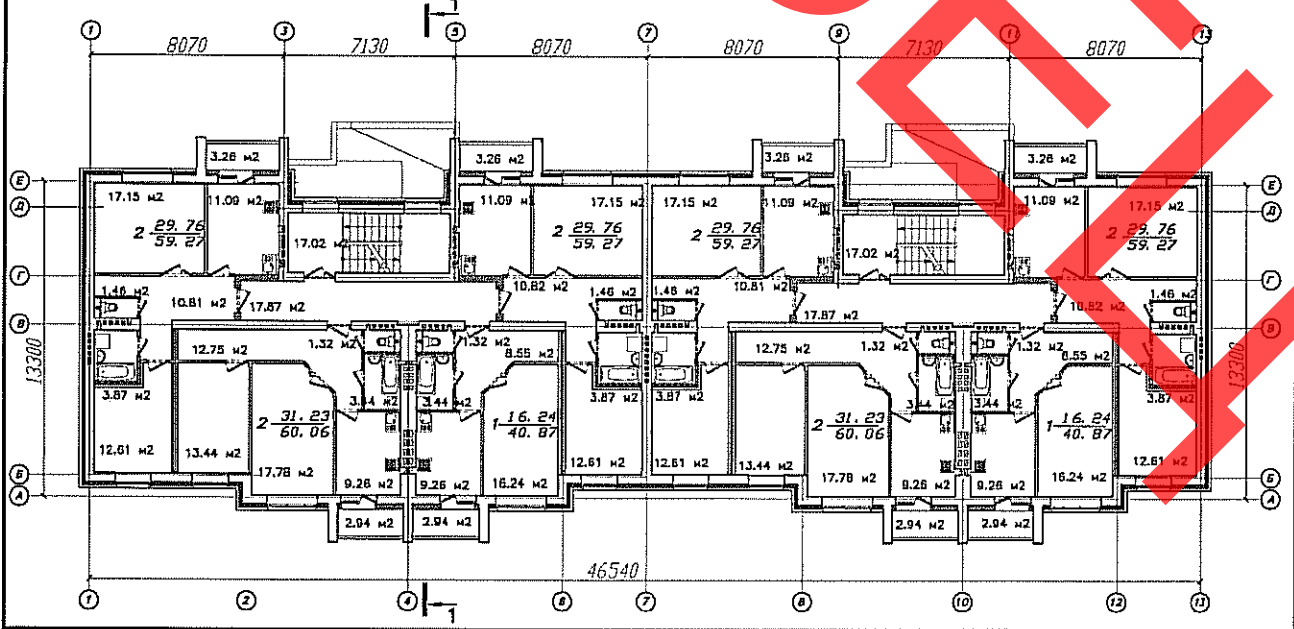 1
1 3 5 7 9 11 13
8070 7130 8070 8070 7130 8070
3.26 м2 3.26 м2 3.26 м2 3.26 м2
Е Е
17.15 м2 11.09 м2 11.09 м2 17.15 м2 17.15 м2 11.09 м2 11.09 м2 17.15 м2
Д Д
2 29.76 2 29.76 2 29.76 2 29.76
59.27 59.27 59.27 59.27
17.02 м2 17.02 м2
Г Г
1.46 м2 10.81 м2 17.87 м2 10.82 м2 1.46 м2 1.46 м2 10.81 м2 17.87 м2 10.82 м2 1.46 м2
В В
12.75 м2 1.32 м2 1.32 м2 8.55 м2 12.75 м2 1.32 м2 1.32 м2 8.55 м2
13300 13300
3.87 м2 3.44 м2 3.44 м2 3.87 м2 3.87 м2 3.44 м2 3.44 м2 3.87 м2
2 31.23 1 16.24 2 31.23 1 16.24
60.06 40.87 60.06 40.87
12.61 м2 13.44 м2 17.78 м2 9.26 м2 9.26 м2 16.24 м2 12.61 м2 12.61 м2 13.44 м2 17.78 м2 9.26 м2 9.26 м2 16.24 м2 12.61 м2
Б Б
А А
2.94 м2 2.94 м2 2.94 м2 2.94 м2
46540
1 2 4 6 7 8 10 12 13
1